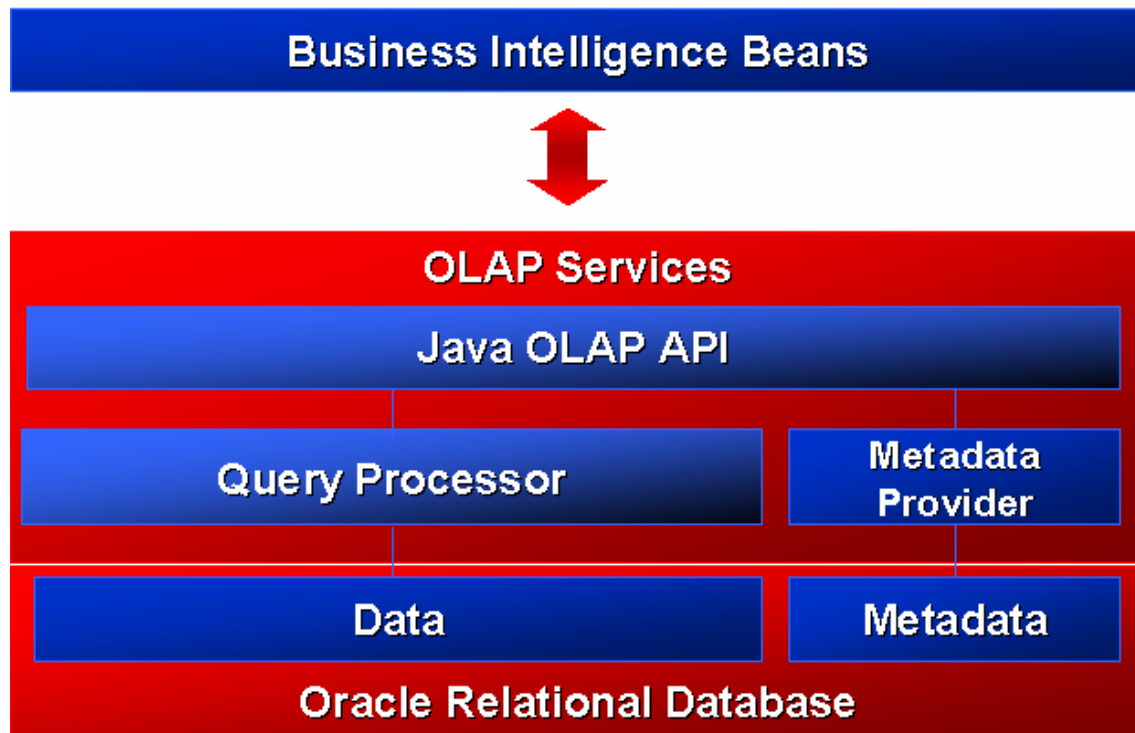 Business Intelligence Beans
OLAP Services
Java OLAP API
Query Processor
Metadata
Provider
Data
Metadata
Oracle Relational Database